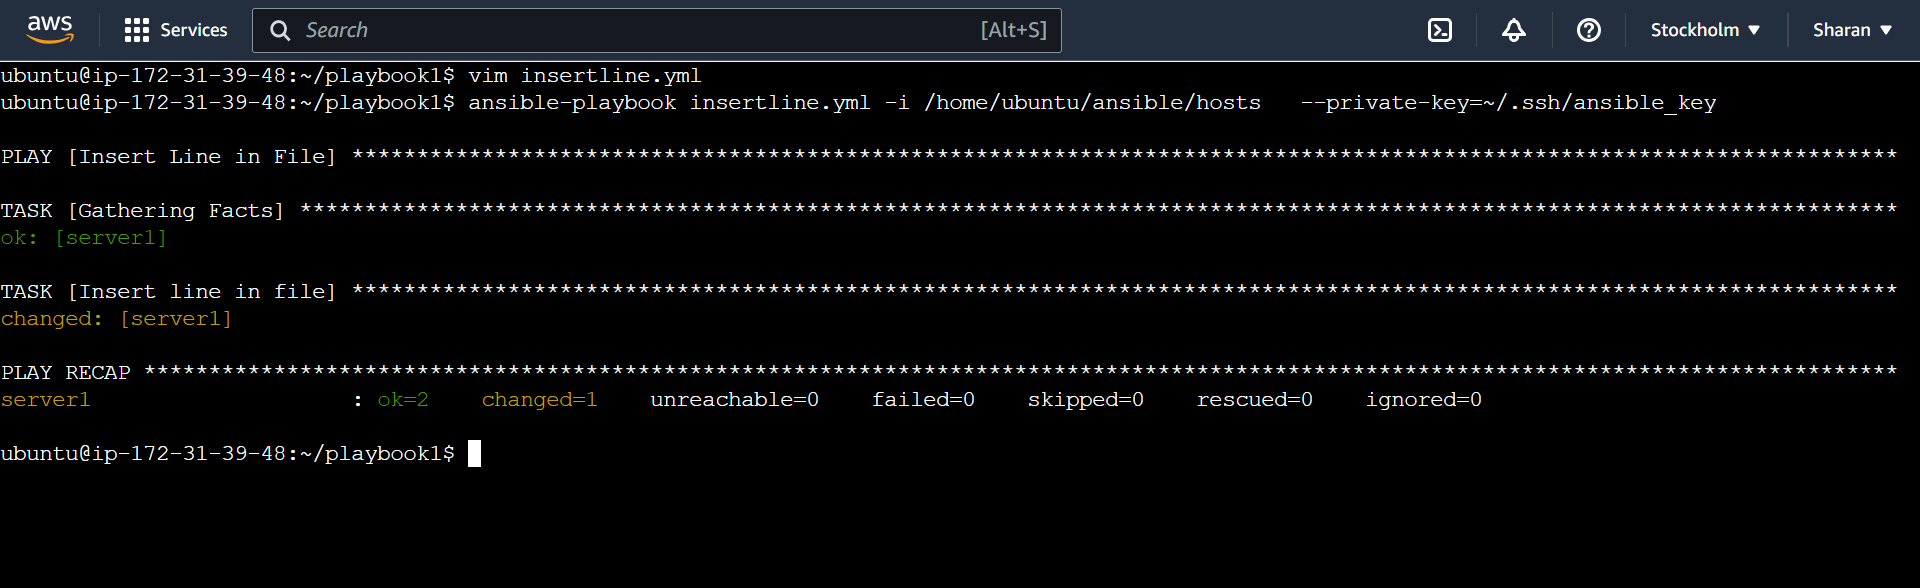 aws Services Search [Alt+S] Stockholm ▼ Sharan ▼
ubuntu@ip-172-31-39-48:~/playbook1$ vim insertline.yml
ubuntu@ip-172-31-39-48:~/playbook1$ ansible-playbook insertline.yml -i /home/ubuntu/ansible/hosts   --private-key=~/.ssh/ansible_key
PLAY [Insert Line in File] ***********************************************************************************************************************
TASK [Gathering Facts] ***************************************************************************************************************************
ok: [server1]
TASK [Insert line in file] ***********************************************************************************************************************
changed: [server1]
PLAY RECAP ***************************************************************************************************************************************
server1                    : ok=2    changed=1    unreachable=0    failed=0    skipped=0    rescued=0    ignored=0
ubuntu@ip-172-31-39-48:~/playbook1$